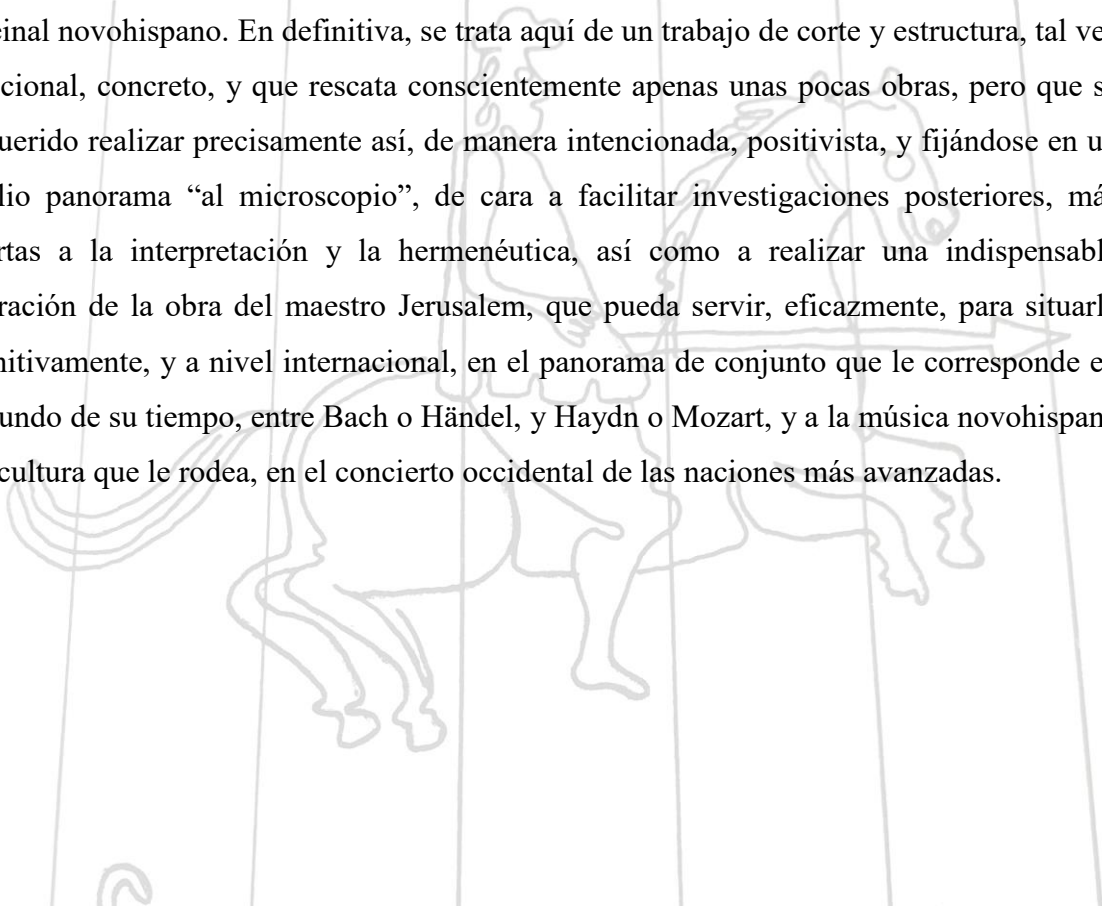 einal novohispano. En definitiva, se trata aquí de un trabajo de corte y estructura, tal ve
cional, concreto, y que rescata conscientemente apenas unas pocas obras, pero que s
uerido realizar precisamente así, de manera intencionada, positivista, y fijándose en u
lio panorama “al microscopio”, de cara a facilitar investigaciones posteriores, má
rtas a la interpretación y la hermenéutica, así como a realizar una indispensabl
ración de la obra del maestro Jerusalem, que pueda servir, eficazmente, para situarl
nitivamente, y a nivel internacional, en el panorama de conjunto que le corresponde e
undo de su tiempo, entre Bach o Händel, y Haydn o Mozart, y a la música novohispan
cultura que le rodea, en el concierto occidental de las naciones más avanzadas.